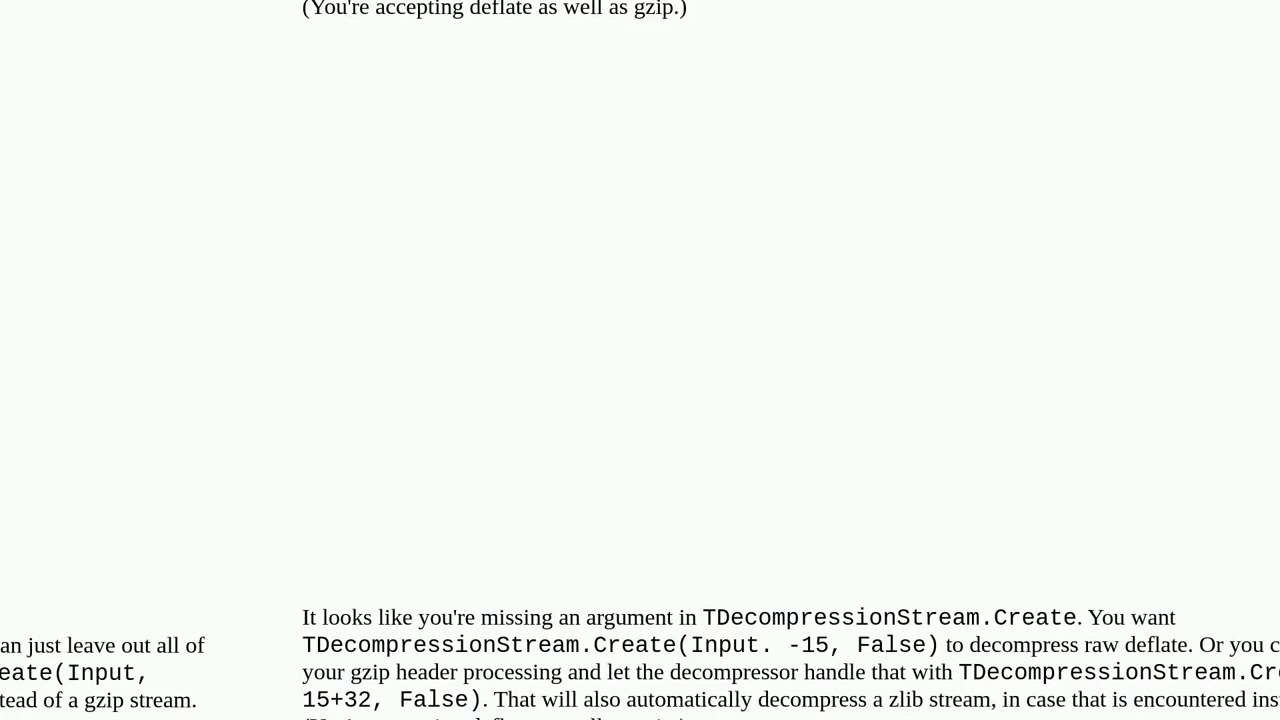 (You're accepting deflate as well as gzip.)
an just leave out all of
eate(Input,
tead of a gzip stream.
It looks like you're missing an argument in TDecompressionStream.Create. You want
TDecompressionStream.Create(Input. -15, False) to decompress raw deflate. Or you c
your gzip header processing and let the decompressor handle that with TDecompressionStream.Cr
15+32, False). That will also automatically decompress a zlib stream, in case that is encountered ins